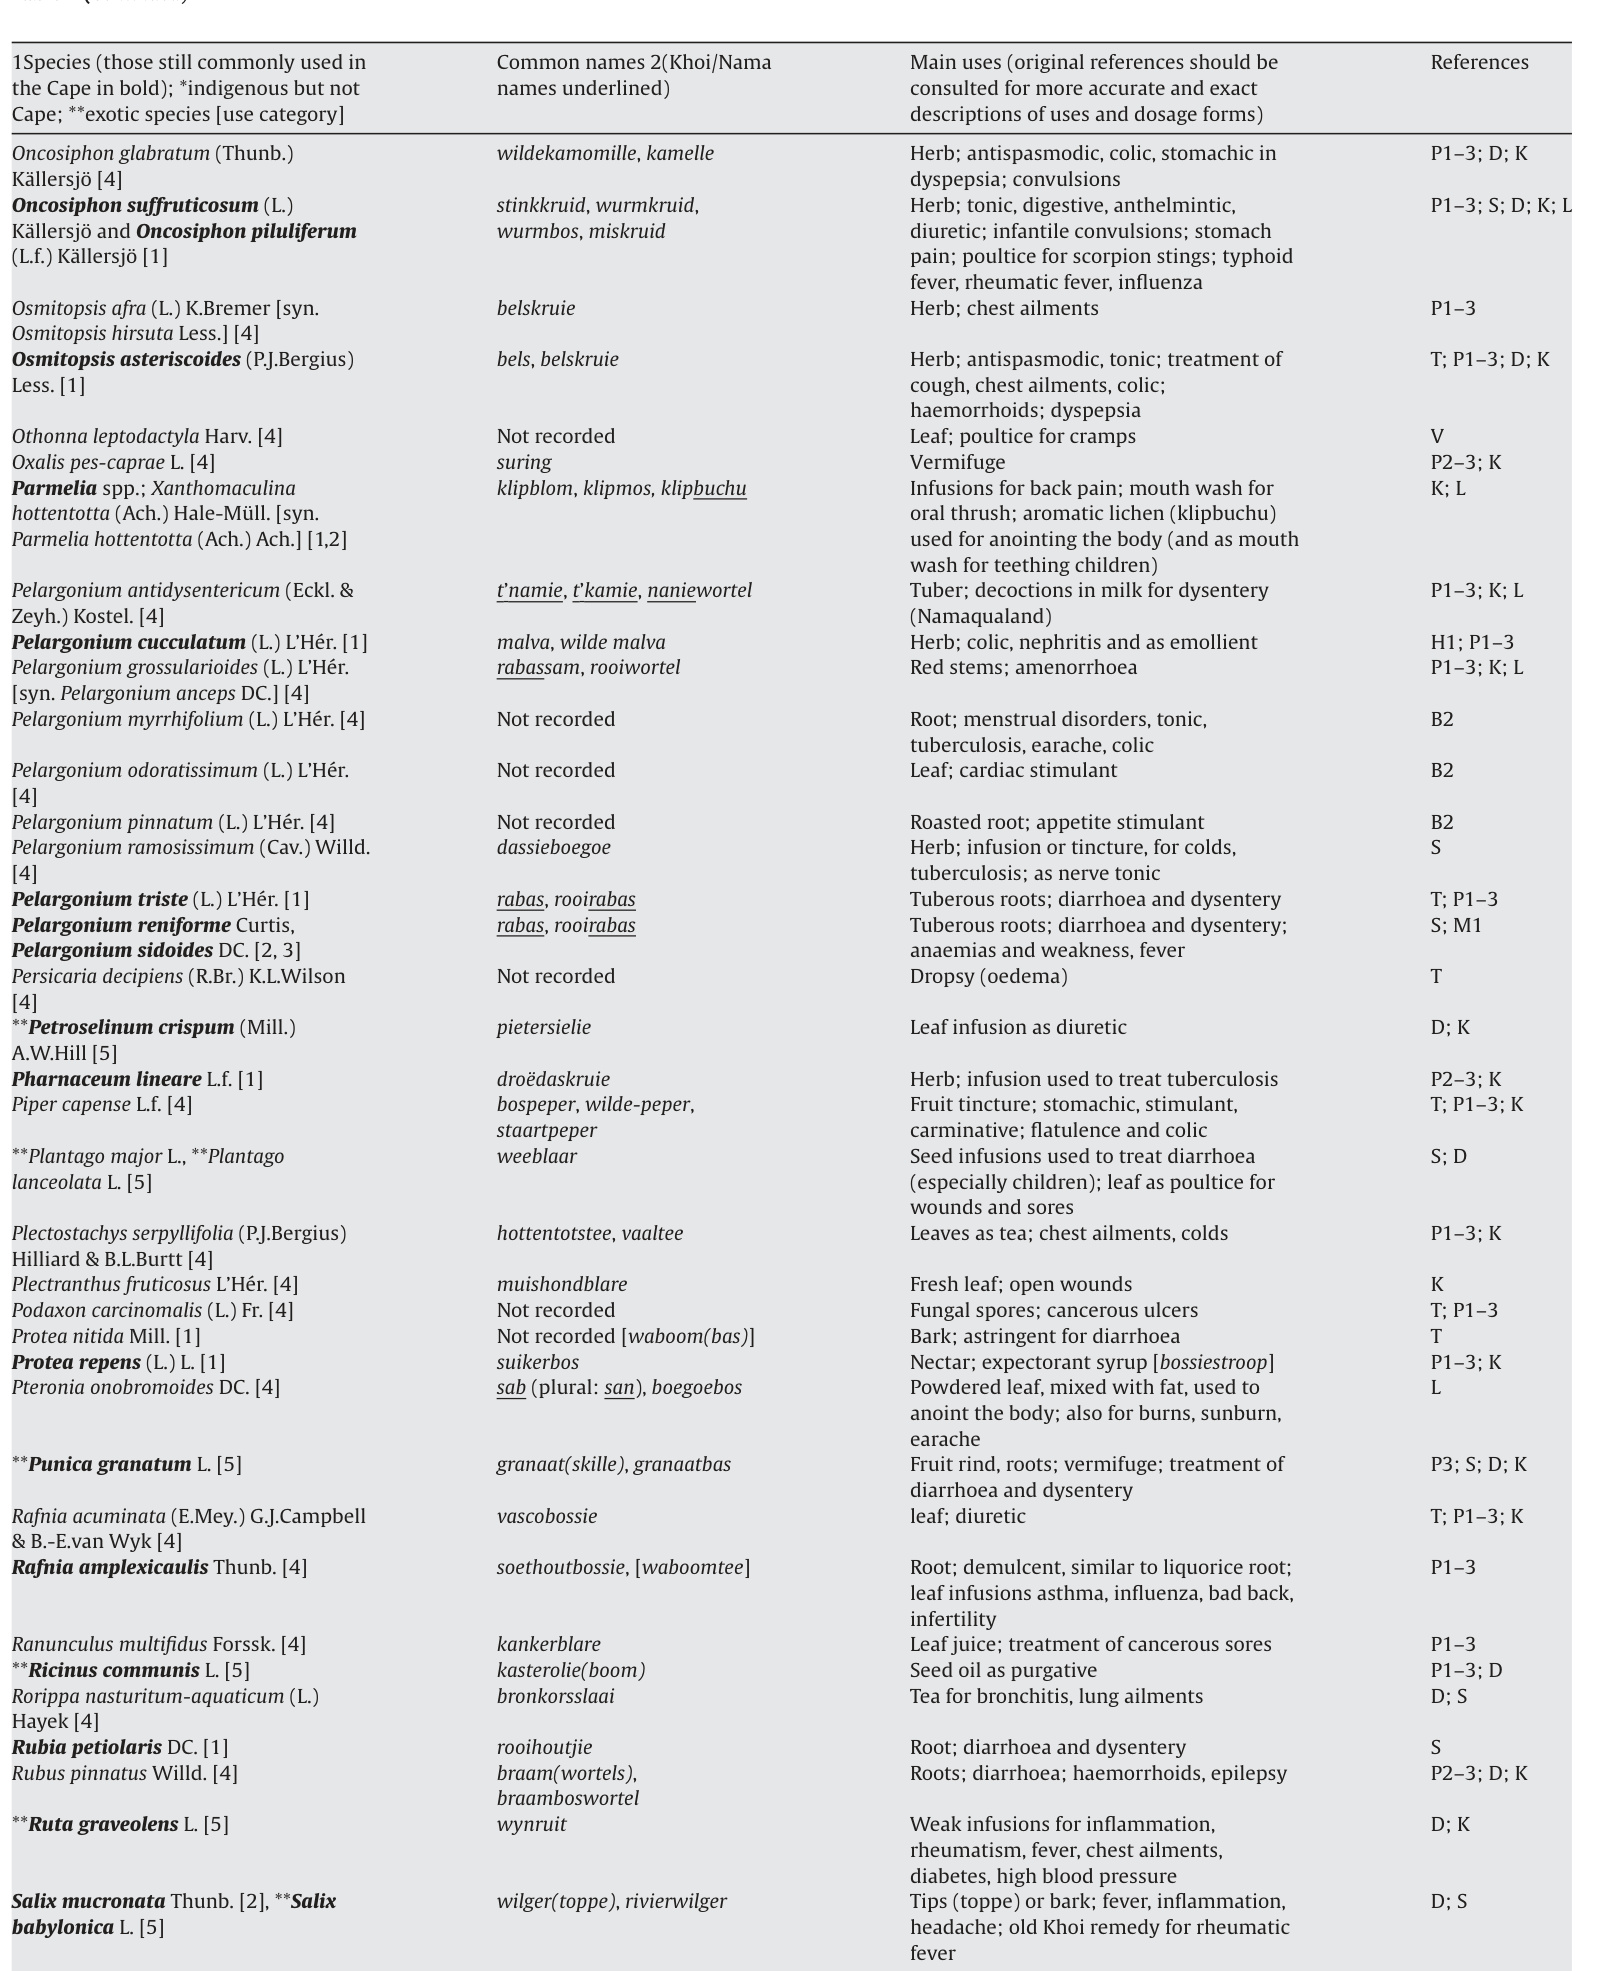 1Species (those still commonly used in Common names 2(Khoi/Nama Main uses (original references should be References
the Cape in bold); *indigenous but not names underlined) consulted for more accurate and exact
Cape; **exotic species [use category] descriptions of uses and dosage forms)
Oncosiphon glabratum (Thunb.) wildekamomille, kamelle Herb; antispasmodic, colic, stomachic in P1–3; D; K
Källersjö [4] dyspepsia; convulsions
Oncosiphon suffruticosum (L.) stinkkruid, wurmkruid, Herb; tonic, digestive, anthelmintic, P1–3; S; D; K; L
Källersjö and Oncosiphon piluliferum wurmbos, miskruid diuretic; infantile convulsions; stomach
(L.f.) Källersjö [1] pain; poultice for scorpion stings; typhoid
fever, rheumatic fever, influenza
Osmitopsis afra (L.) K.Bremer [syn. belskruie Herb; chest ailments P1–3
Osmitopsis hirsuta Less.] [4]
Osmitopsis asteriscoides (P.J.Bergius) bels, belskruie Herb; antispasmodic, tonic; treatment of T; P1–3; D; K
Less. [1] cough, chest ailments, colic;
haemorrhoids; dyspepsia
Othonna leptodactyla Harv. [4] Not recorded Leaf; poultice for cramps V
Oxalis pes-caprae L. [4] suring Vermifuge P2–3; K
Parmelia spp.; Xanthomaculina klipblom, klipmos, klipbuchu Infusions for back pain; mouth wash for K; L
hottentotta (Ach.) Hale-Müll. [syn. oral thrush; aromatic lichen (klipbuchu)
Parmelia hottentotta (Ach.) Ach.] [1,2] used for anointing the body (and as mouth
wash for teething children)
Pelargonium antidysentericum (Eckl. & t’namie, t’kamie, naniewortel Tuber; decoctions in milk for dysentery P1–3; K; L
Zeyh.) Kostel. [4] (Namaqualand)
Pelargonium cucculatum (L.) L’Hér. [1] malva, wilde malva Herb; colic, nephritis and as emollient H1; P1–3
Pelargonium grossularioides (L.) L’Hér. rabassam, rooiwortel Red stems; amenorrhoea P1–3; K; L
[syn. Pelargonium anceps DC.] [4]
Pelargonium myrrhifolium (L.) L’Hér. [4] Not recorded Root; menstrual disorders, tonic, B2
tuberculosis, earache, colic
Pelargonium odoratissimum (L.) L’Hér. Not recorded Leaf; cardiac stimulant B2
[4]
Pelargonium pinnatum (L.) L’Hér. [4] Not recorded Roasted root; appetite stimulant B2
Pelargonium ramosissimum (Cav.) Willd. dassieboegoe Herb; infusion or tincture, for colds, S
[4] tuberculosis; as nerve tonic
Pelargonium triste (L.) L’Hér. [1] rabas, rooirabas Tuberous roots; diarrhoea and dysentery T; P1–3
Pelargonium reniforme Curtis, rabas, rooirabas Tuberous roots; diarrhoea and dysentery; S; M1
Pelargonium sidoides DC. [2, 3] anaemias and weakness, fever
Persicaria decipiens (R.Br.) K.L.Wilson Not recorded Dropsy (oedema) T
[4]
**Petroselinum crispum (Mill.) pietersielie Leaf infusion as diuretic D; K
A.W.Hill [5]
Pharnaceum lineare L.f. [1] droëdaskruie Herb; infusion used to treat tuberculosis P2–3; K
Piper capense L.f. [4] bospeper, wilde-peper, Fruit tincture; stomachic, stimulant, T; P1–3; K
staartpeper carminative; flatulence and colic
**Plantago major L., **Plantago weeblaar Seed infusions used to treat diarrhoea S; D
lanceolata L. [5] (especially children); leaf as poultice for
wounds and sores
Plectostachys serpyllifolia (P.J.Bergius) hottentotstee, vaaltee Leaves as tea; chest ailments, colds P1–3; K
Hilliard & B.L.Burtt [4]
Plectranthus fruticosus L’Hér. [4] muishondblare Fresh leaf; open wounds K
Podaxon carcinomalis (L.) Fr. [4] Not recorded Fungal spores; cancerous ulcers T; P1–3
Protea nitida Mill. [1] Not recorded [waboom(bas)] Bark; astringent for diarrhoea T
Protea repens (L.) L. [1] suikerbos Nectar; expectorant syrup [bossiestroop] P1–3; K
Pteronia onobromoides DC. [4] sab (plural: san), boegoebos Powdered leaf, mixed with fat, used to L
anoint the body; also for burns, sunburn,
earache
**Punica granatum L. [5] granaat(skille), granaatbas Fruit rind, roots; vermifuge; treatment of P3; S; D; K
diarrhoea and dysentery
Rafnia acuminata (E.Mey.) G.J.Campbell vascobossie leaf; diuretic T; P1–3; K
& B.-E.van Wyk [4]
Rafnia amplexicaulis Thunb. [4] soethoutbossie, [waboomtee] Root; demulcent, similar to liquorice root; P1–3
leaf infusions asthma, influenza, bad back,
infertility
Ranunculus multifidus Forssk. [4] kankerblare Leaf juice; treatment of cancerous sores P1–3
**Ricinus communis L. [5] kasterolie(boom) Seed oil as purgative P1–3; D
Rorippa nasturitum-aquaticum (L.) bronkorsslaai Tea for bronchitis, lung ailments D; S
Hayek [4]
Rubia petiolaris DC. [1] rooihoutjie Root; diarrhoea and dysentery S
Rubus pinnatus Willd. [4] braam(wortels), Roots; diarrhoea; haemorrhoids, epilepsy P2–3; D; K
braamboswortel
**Ruta graveolens L. [5] wynruit Weak infusions for inflammation, D; K
rheumatism, fever, chest ailments,
diabetes, high blood pressure
Salix mucronata Thunb. [2], **Salix wilger(toppe), rivierwilger Tips (toppe) or bark; fever, inflammation, D; S
babylonica L. [5] headache; old Khoi remedy for rheumatic
fever